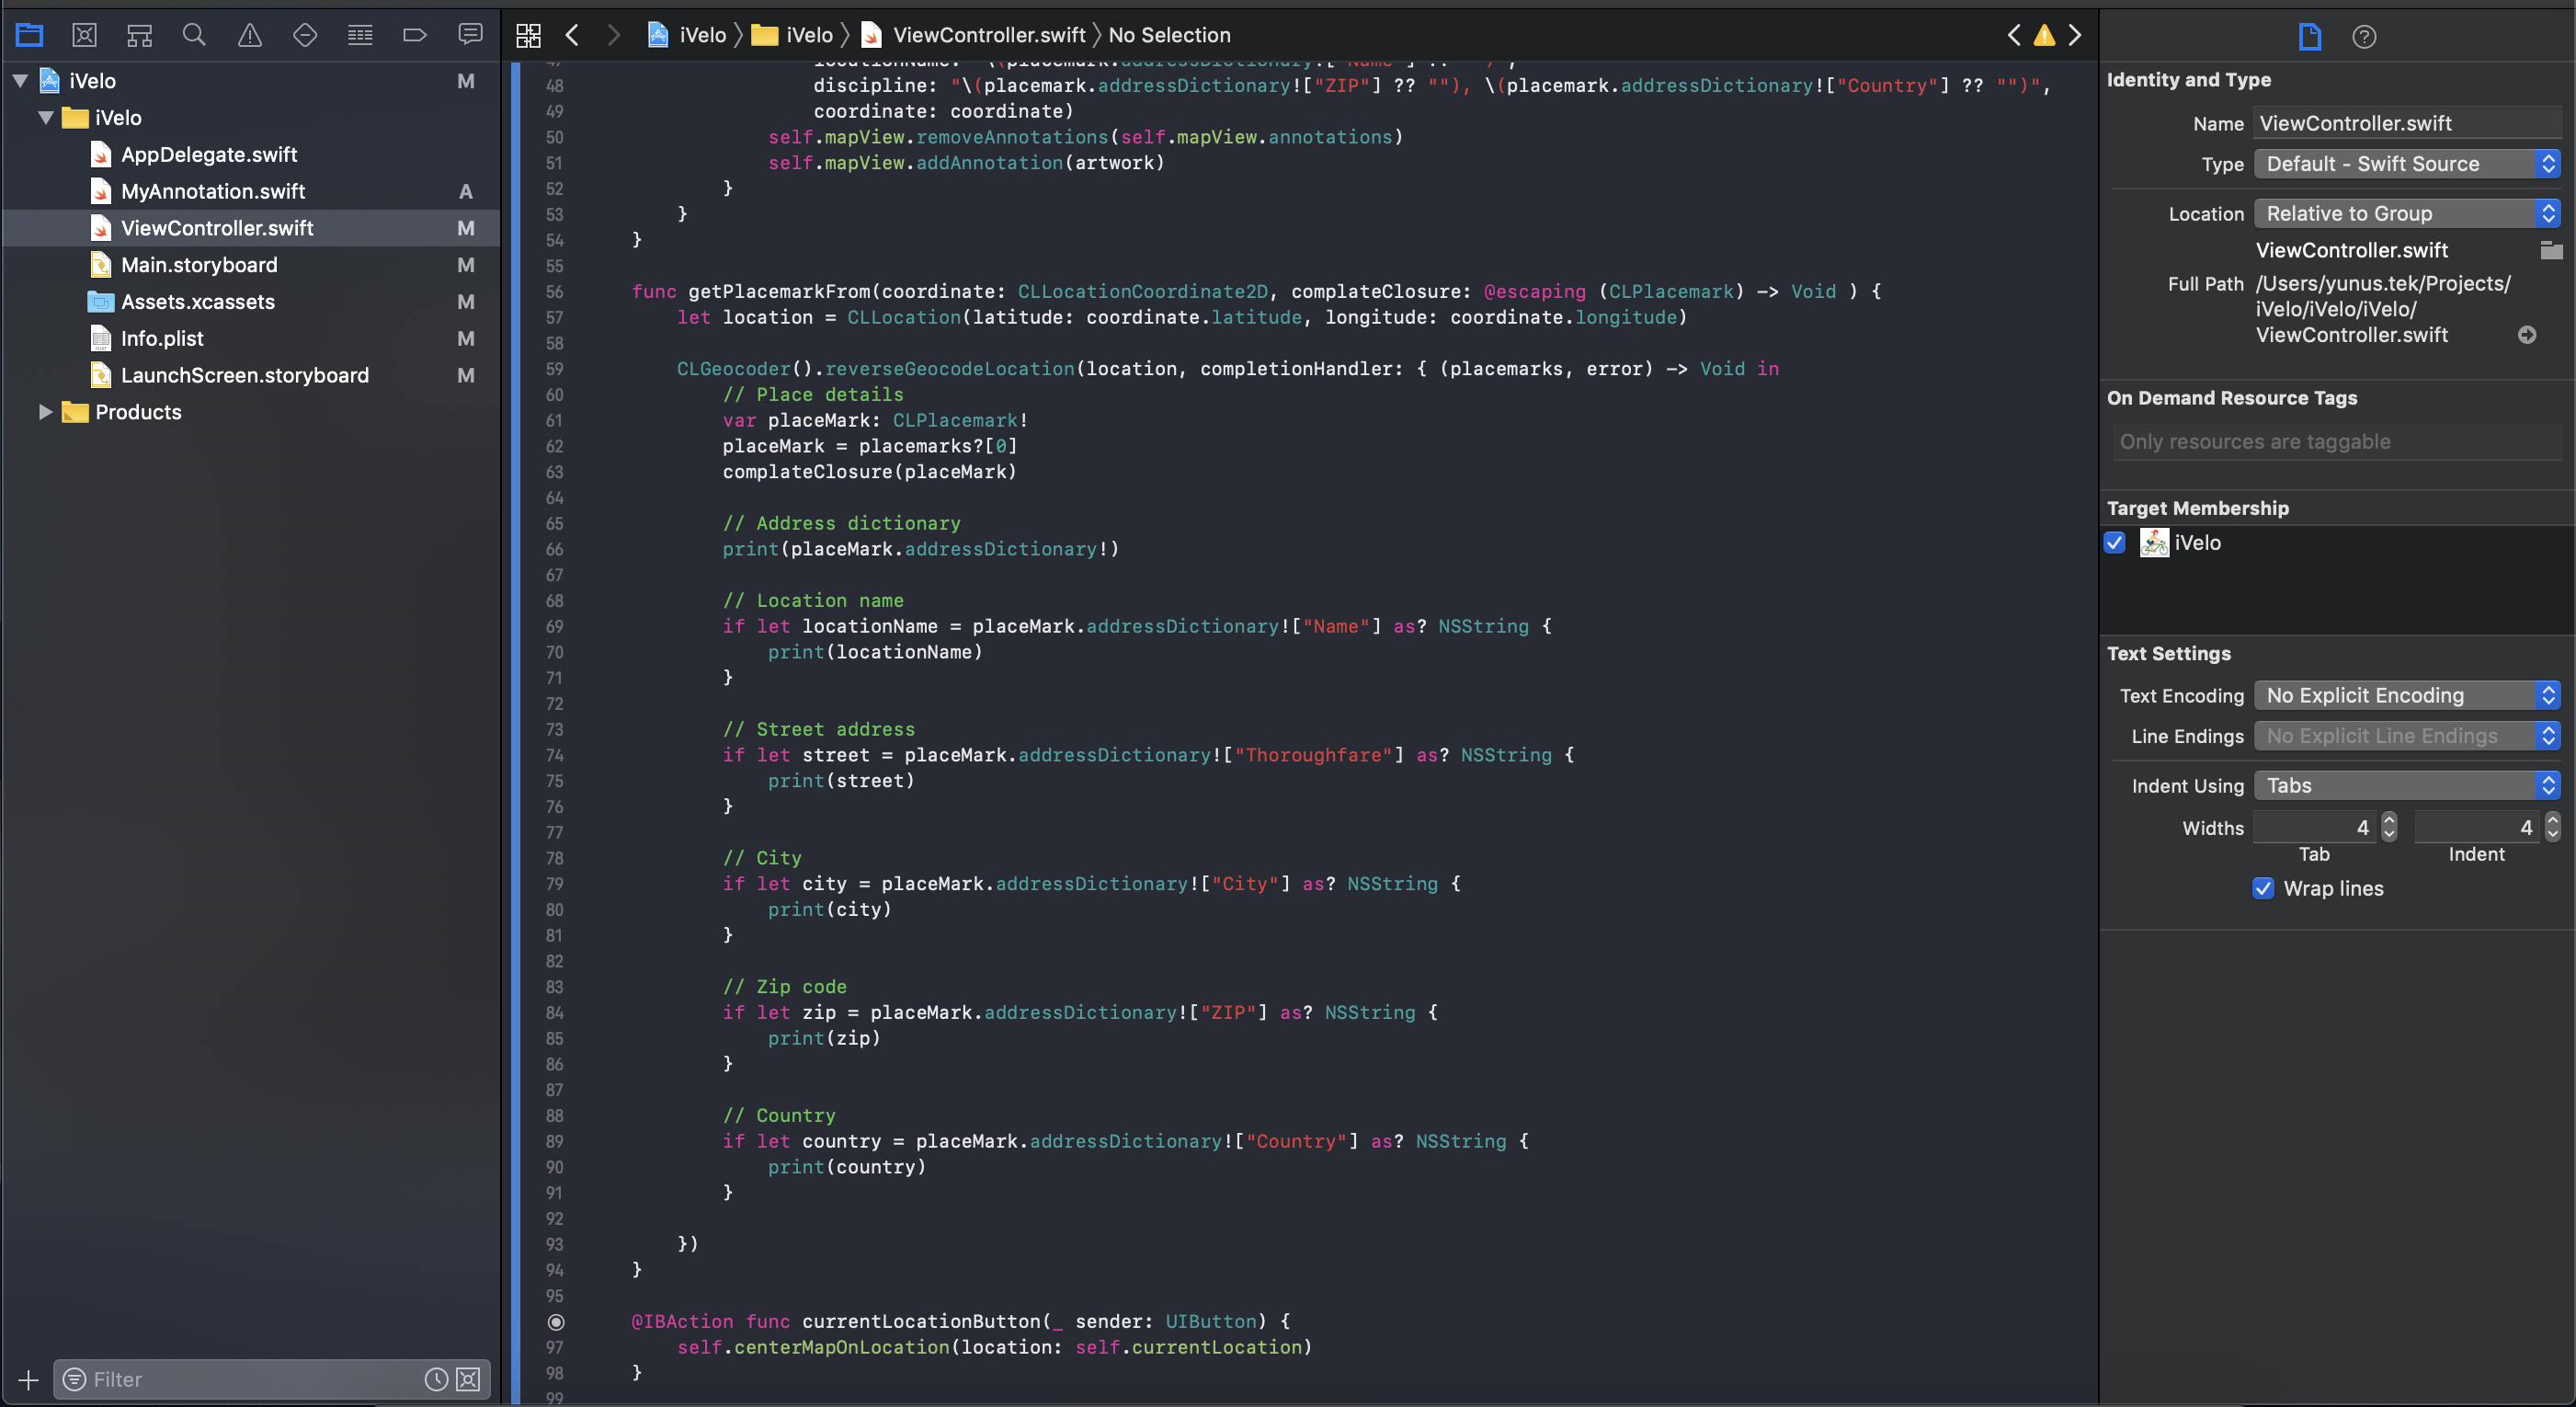 iVelo M
iVelo
AppDelegate.swift
MyAnnotation.swift A
ViewController.swift M
Main.storyboard M
Assets.xcassets M
Info.plist M
LaunchScreen.storyboard M
Products
Filter
iVelo iVelo ViewController.swift No Selection
48 discipline: "\(placemark.addressDictionary!["ZIP"] ?? ""), \(placemark.addressDictionary!["Country"] ?? "")",
49 coordinate: coordinate)
50 self.mapView.removeAnnotations(self.mapView.annotations)
51 self.mapView.addAnnotation(artwork)
52 }
53 }
54 }
55
56 func getPlacemarkFrom(coordinate: CLLocationCoordinate2D, complateClosure: @escaping (CLPlacemark) -> Void ) {
57 let location = CLLocation(latitude: coordinate.latitude, longitude: coordinate.longitude)
58
59 CLGeocoder().reverseGeocodeLocation(location, completionHandler: { (placemarks, error) -> Void in
60 // Place details
61 var placeMark: CLPlacemark!
62 placeMark = placemarks?[0]
63 complateClosure(placeMark)
64
65 // Address dictionary
66 print(placeMark.addressDictionary!)
67
68 // Location name
69 if let locationName = placeMark.addressDictionary!["Name"] as? NSString {
70 print(locationName)
71 }
72
73 // Street address
74 if let street = placeMark.addressDictionary!["Thoroughfare"] as? NSString {
75 print(street)
76 }
77
78 // City
79 if let city = placeMark.addressDictionary!["City"] as? NSString {
80 print(city)
81 }
82
83 // Zip code
84 if let zip = placeMark.addressDictionary!["ZIP"] as? NSString {
85 print(zip)
86 }
87
88 // Country
89 if let country = placeMark.addressDictionary!["Country"] as? NSString {
90 print(country)
91 }
92
93 })
94 }
95
@IBAction func currentLocationButton(_ sender: UIButton) {
97 self.centerMapOnLocation(location: self.currentLocation)
98 }
99
Identity and Type
Name ViewController.swift
Type Default - Swift Source
Location Relative to Group
ViewController.swift
Full Path /Users/yunus.tek/Projects/
iVelo/iVelo/iVelo/
ViewController.swift
On Demand Resource Tags
Only resources are taggable
Target Membership
iVelo
Text Settings
Text Encoding No Explicit Encoding
Line Endings No Explicit Line Endings
Indent Using Tabs
Widths 4 4
Tab Indent
Wrap lines